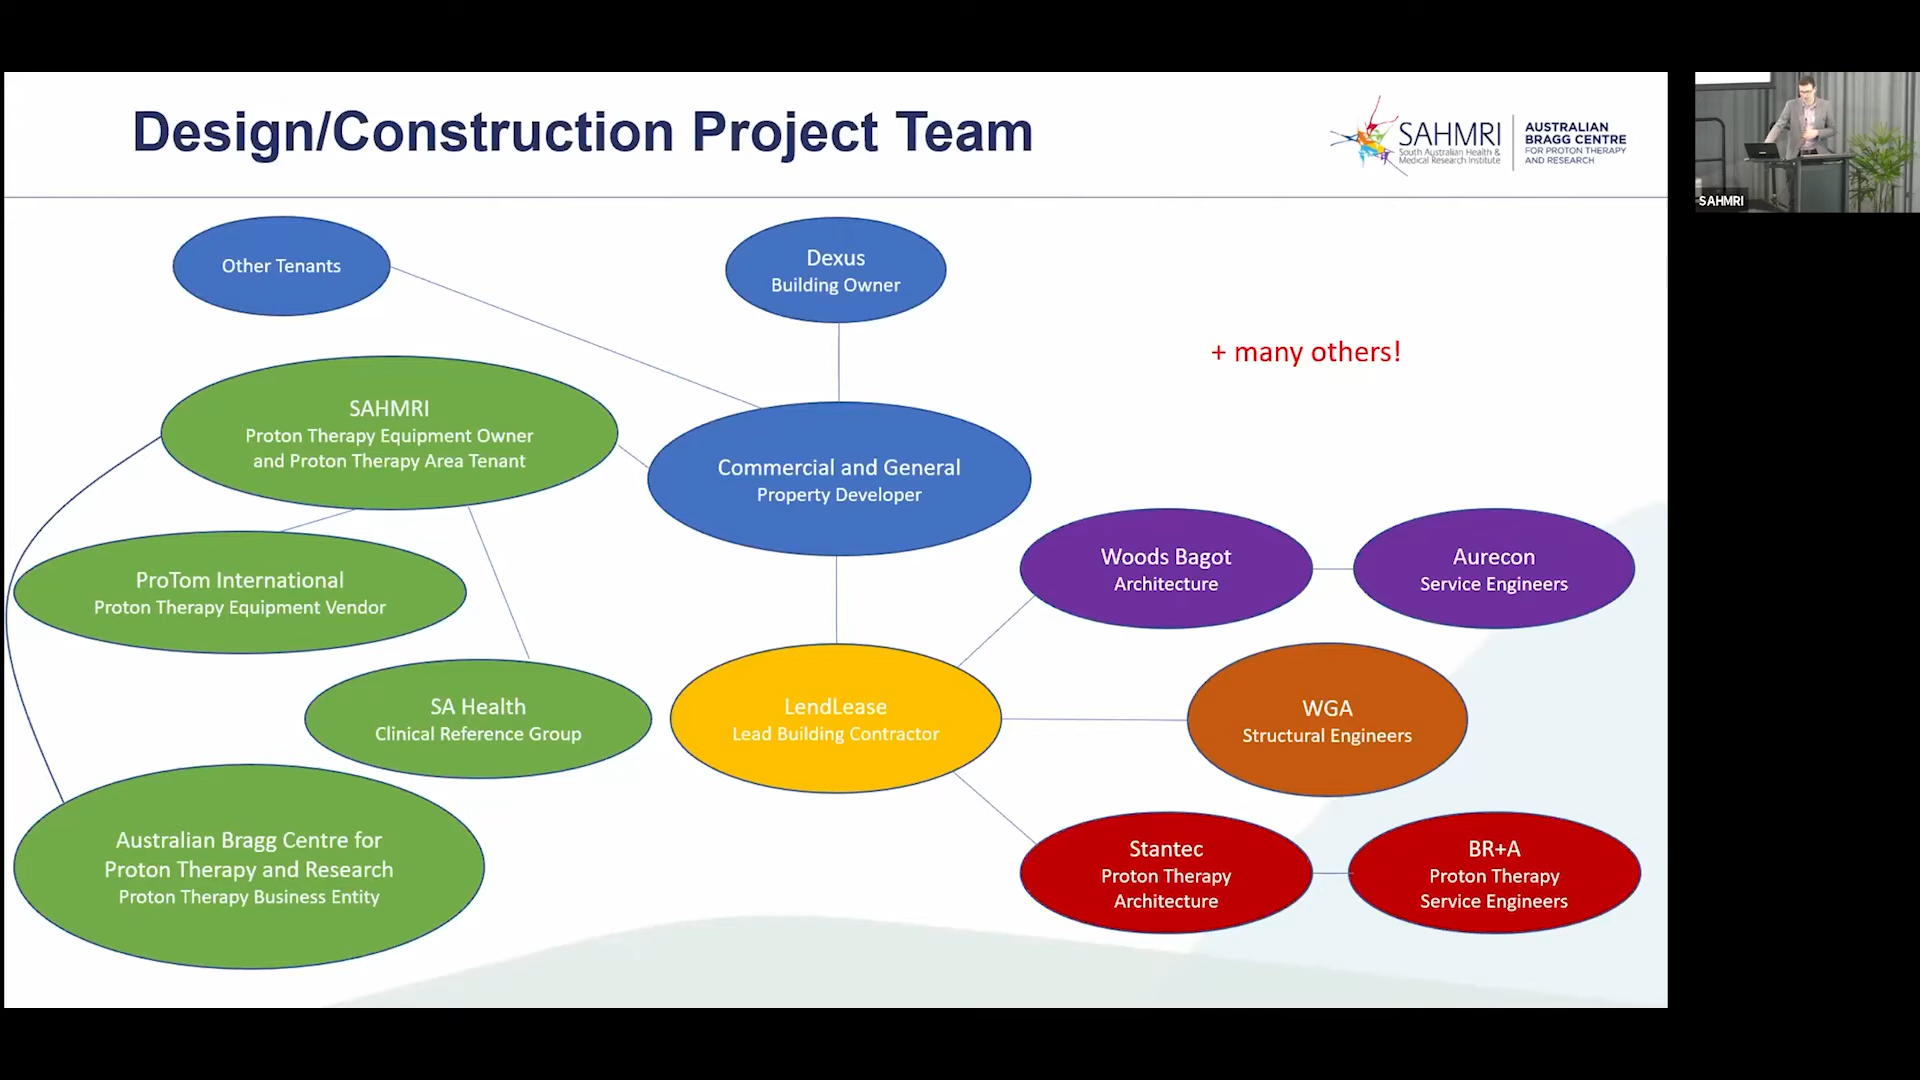 Design/Construction Project Team
SAHMRI
South Australian Health &
Medical Research Institute
AUSTRALIAN
BRAGG CENTRE
FOR PROTON THERAPY
AND RESEARCH
SAHMRI
Other Tenants
Dexus
Building Owner
+ many others!
SAHMRI
Proton Therapy Equipment Owner
and Proton Therapy Area Tenant
Commercial and General
Property Developer
Woods Bagot
Architecture
Aurecon
Service Engineers
ProTom International
Proton Therapy Equipment Vendor
SA Health
Clinical Reference Group
LendLease
Lead Building Contractor
WGA
Structural Engineers
Australian Bragg Centre for
Proton Therapy and Research
Proton Therapy Business Entity
Stantec
Proton Therapy
Architecture
BR+A
Proton Therapy
Service Engineers